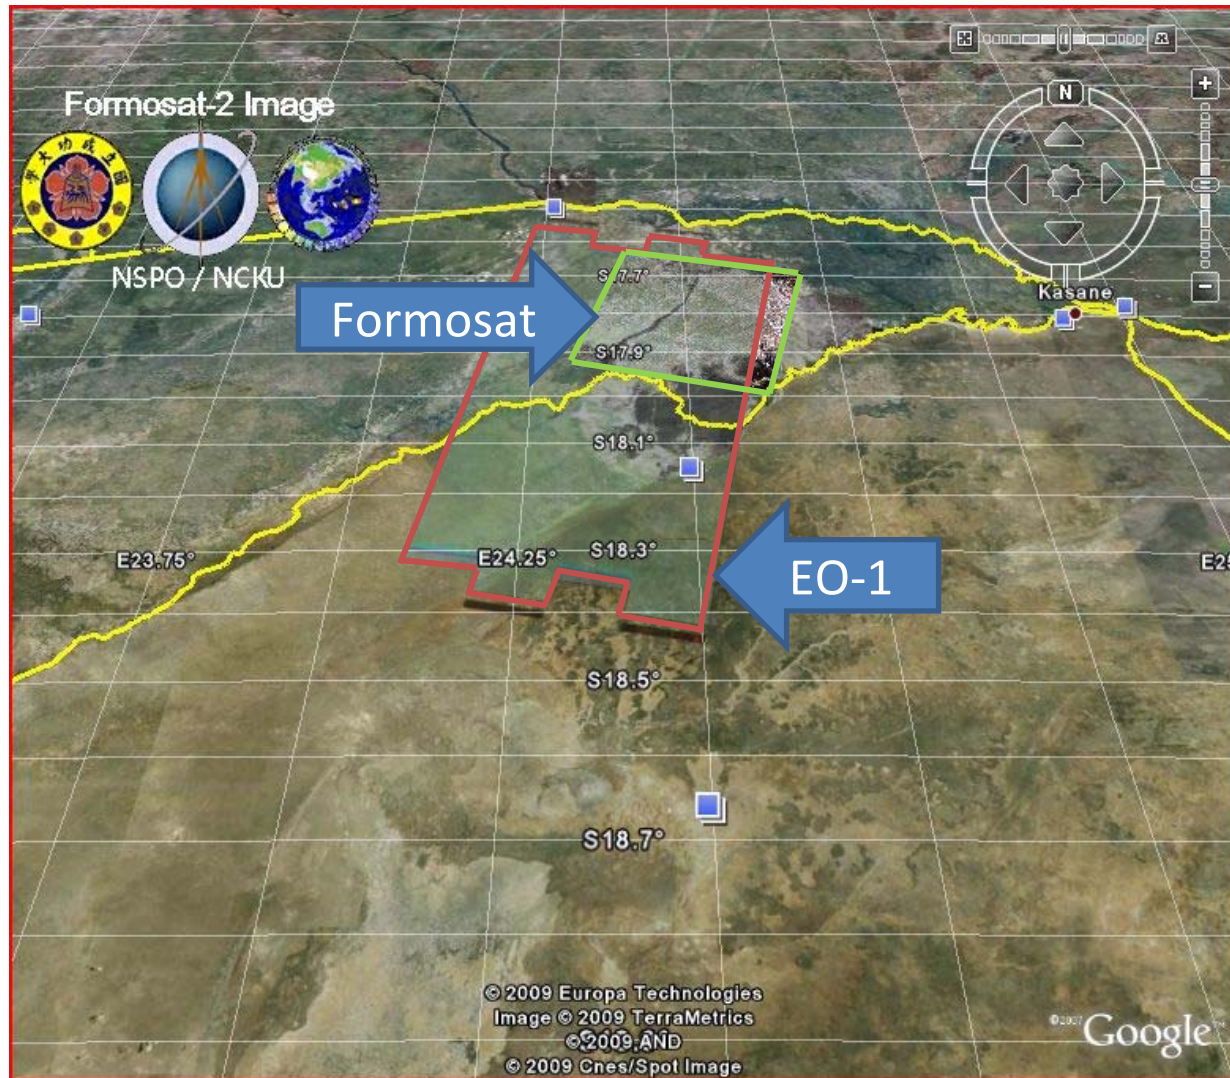 Formosat-2 Image
NSPO / NCKU
N
Kasane
S17.7°
Formosat
S17.9°
S18.1°
E23.75°
E24.25°
S18.3°
EO-1
S18.5°
S18.7°
© 2009 Europa Technologies
Image © 2009 TerraMetrics
© 2009 AND
© 2009 Cnes/Spot Image
©2007 Google